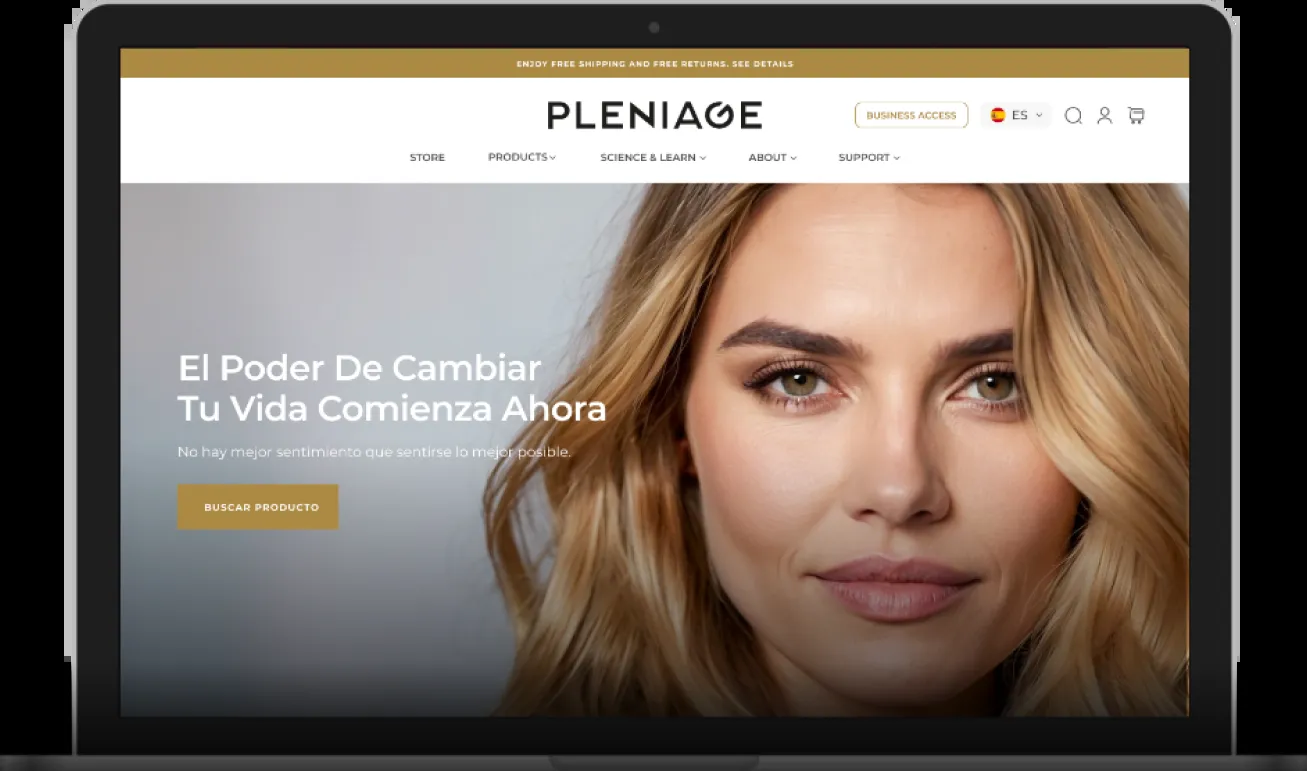 ENJOY FREE SHIPPING AND FREE RETURNS. SEE DETAILS
PLENIAGE
BUSINESS ACCESS
ES
STORE
PRODUCTS
SCIENCE & LEARN
ABOUT
SUPPORT
El Poder De Cambiar
Tu Vida Comienza Ahora
No hay mejor sentimiento que sentirse lo mejor posible.
BUSCAR PRODUCTO